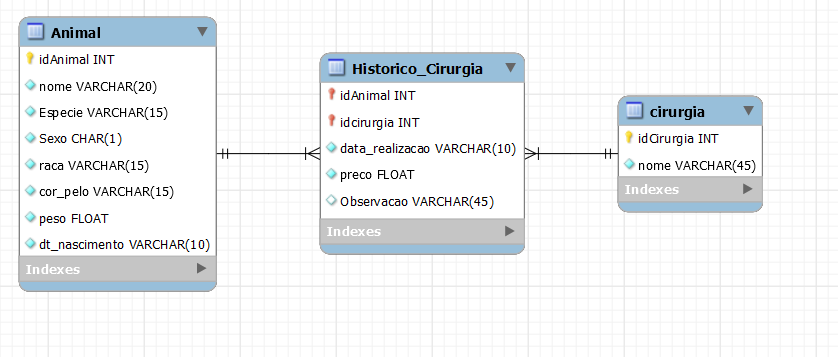 Animal
idAnimal INT
nome VARCHAR(20)
Especie VARCHAR(15)
Sexo CHAR(1)
raca VARCHAR(15)
cor_pelo VARCHAR(15)
peso FLOAT
dt_nascimento VARCHAR(10)
Indexes
Historico_Cirurgia
idAnimal INT
idcirurgia INT
data_realizacao VARCHAR(10)
preco FLOAT
Observacao VARCHAR(45)
Indexes
cirurgia
idCirurgia INT
nome VARCHAR(45)
Indexes